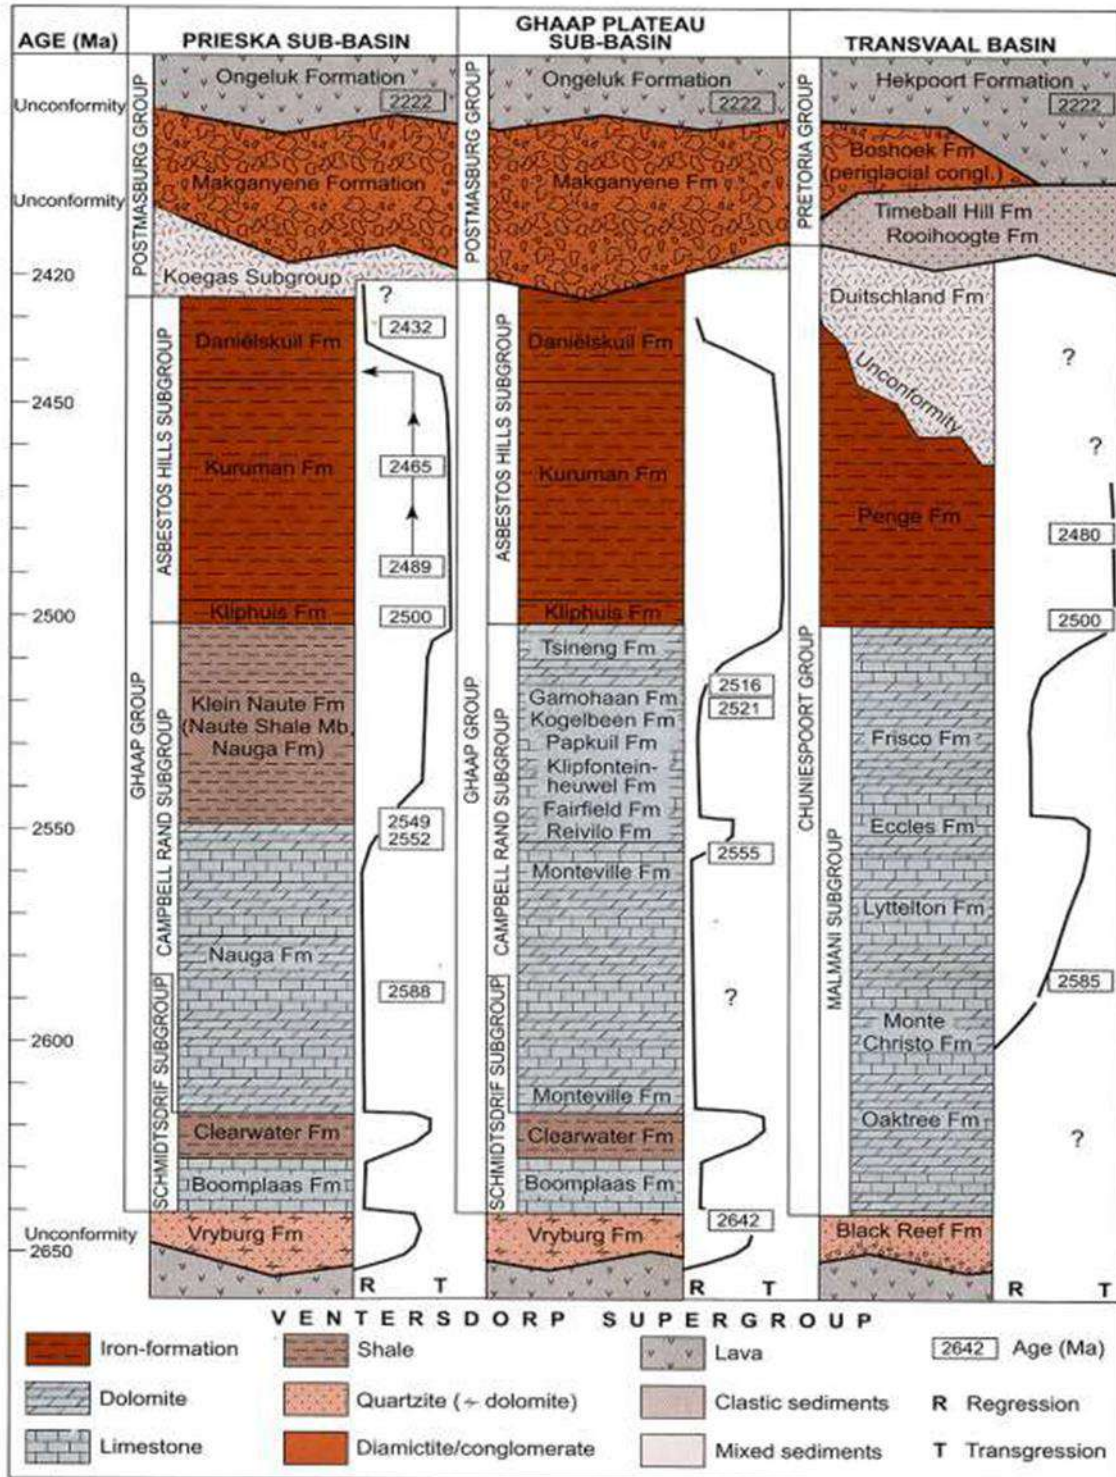 AGE (Ma)
PRIESKA SUB-BASIN
GHAAP PLATEAU
SUB-BASIN
TRANSVAAL BASIN
Unconformity
Unconformity
2420
2450
2500
2550
2600
Unconformity
2650
POSTMASBURG GROUP
GHAAP GROUP
ASBESTOS HILLS SUBGROUP
CAMPBELL RAND SUBGROUP
SCHMIDTSDRIF SUBGROUP
Ongeluk Formation
2222
Makganyene Formation
Koegas Subgroup
?
Daniëlskuil Fm
2432
Kuruman Fm
2465
2489
Kliphuis Fm
2500
Klein Naute Fm
(Naute Shale Mb,
Nauga Fm)
2549
2552
Nauga Fm
2588
Clearwater Fm
Boomplaas Fm
Vryburg Fm
R T
POSTMASBURG GROUP
GHAAP GROUP
ASBESTOS HILLS SUBGROUP
CAMPBELL RAND SUBGROUP
SCHMIDTSDRIF SUBGROUP
Ongeluk Formation
2222
Makganyene Fm
Daniëlskuil Fm
Kuruman Fm
Kliphuis Fm
Tsineng Fm
Gamohaan Fm
2516
Kogelbeen Fm
2521
Papkuil Fm
Klipfontein-
heuwel Fm
Fairfield Fm
Reivilo Fm
2555
Monteville Fm
?
Monteville Fm
Clearwater Fm
Boomplaas Fm
2642
Vryburg Fm
R T
PRETORIA GROUP
CHUNIESPOORT GROUP
MALMANI SUBGROUP
Hekpoort Formation
2222
Boshoek Fm
(periglacial congl.)
Timeball Hill Fm
Rooihoogte Fm
Duitschland Fm
?
Unconformity
?
Penge Fm
2480
2500
Frisco Fm
Eccles Fm
Lyttelton Fm
2585
Monte
Christo Fm
Oaktree Fm
?
Black Reef Fm
R T
VENTERSDORP SUPERGROUP
Iron-formation
Shale
Lava
2642 Age (Ma)
Dolomite
Quartzite (⌿ dolomite)
Clastic sediments
R Regression
Limestone
Diamictite/conglomerate
Mixed sediments
T Transgression